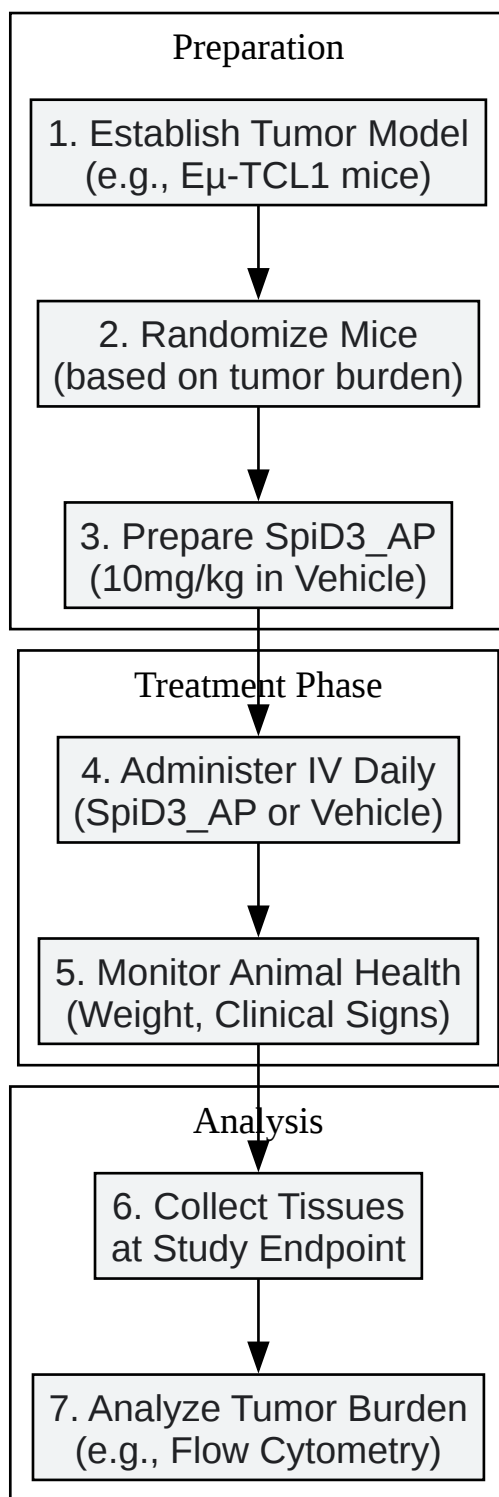 Preparation
1. Establish Tumor Model
(e.g., Eµ-TCL1 mice)
2. Randomize Mice
(based on tumor burden)
3. Prepare SpiD3_AP
(10mg/kg in Vehicle)
Treatment Phase
4. Administer IV Daily
(SpiD3_AP or Vehicle)
5. Monitor Animal Health
(Weight, Clinical Signs)
Analysis
6. Collect Tissues
at Study Endpoint
7. Analyze Tumor Burden
(e.g., Flow Cytometry)